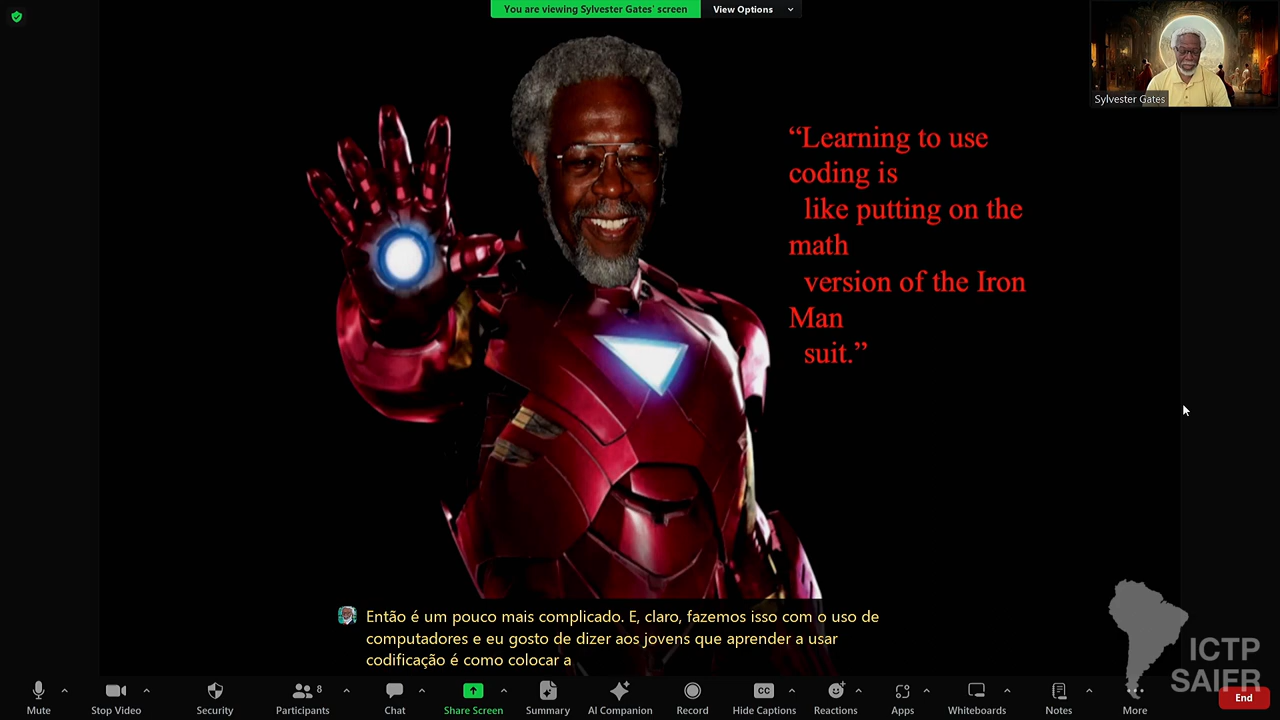 You are viewing Sylvester Gates' screen
View Options
Sylvester Gates
“Learning to use
coding is
like putting on the
math
version of the Iron
Man
suit.”
Então é um pouco mais complicado. E, claro, fazemos isso com o uso de
computadores e eu gosto de dizer aos jovens que aprender a usar
codificação é como colocar a
ICTP
SAIFR
8
Mute
Stop Video
Security
Participants
Chat
Share Screen
Summary
AI Companion
Record
Hide Captions
Reactions
Apps
Whiteboards
Notes
More
End